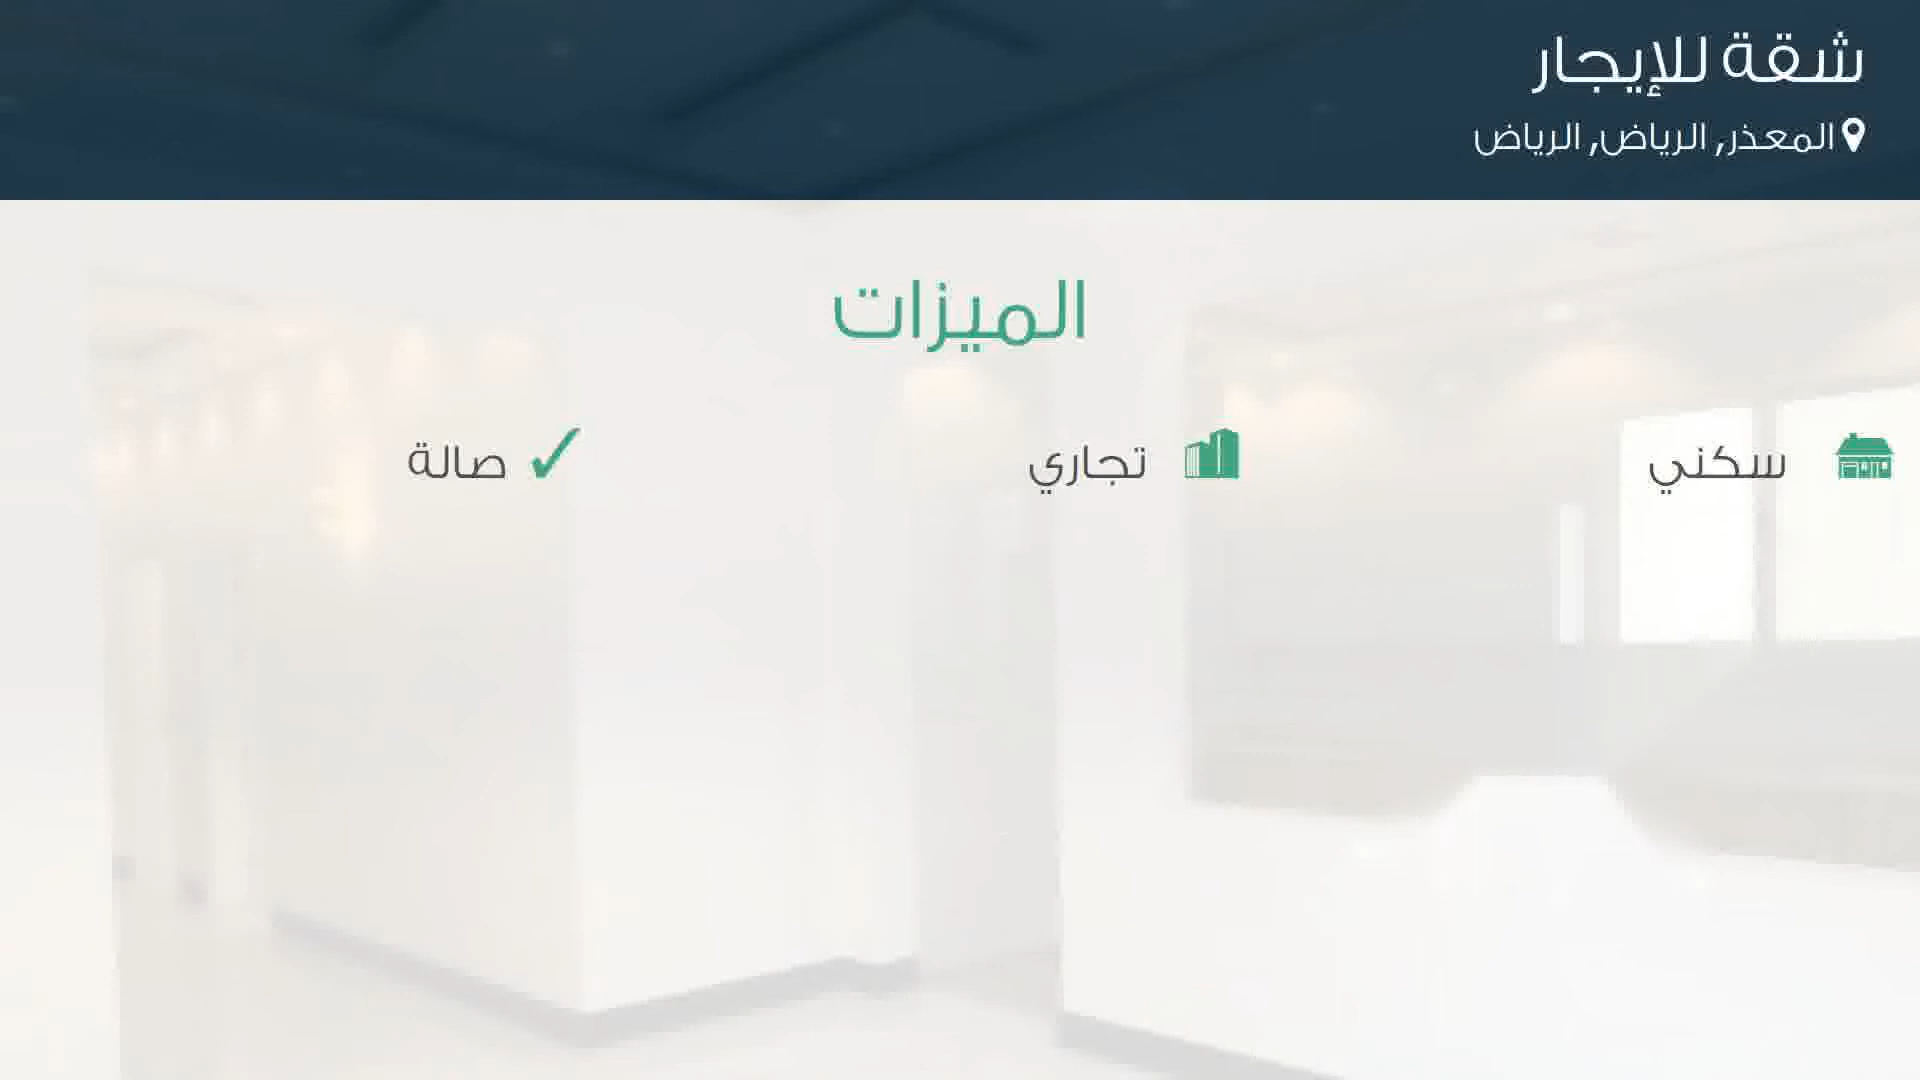 شقة للإيجار
المعذر, الرياض, الرياض
الميزات
سكني
تجاري
صالة